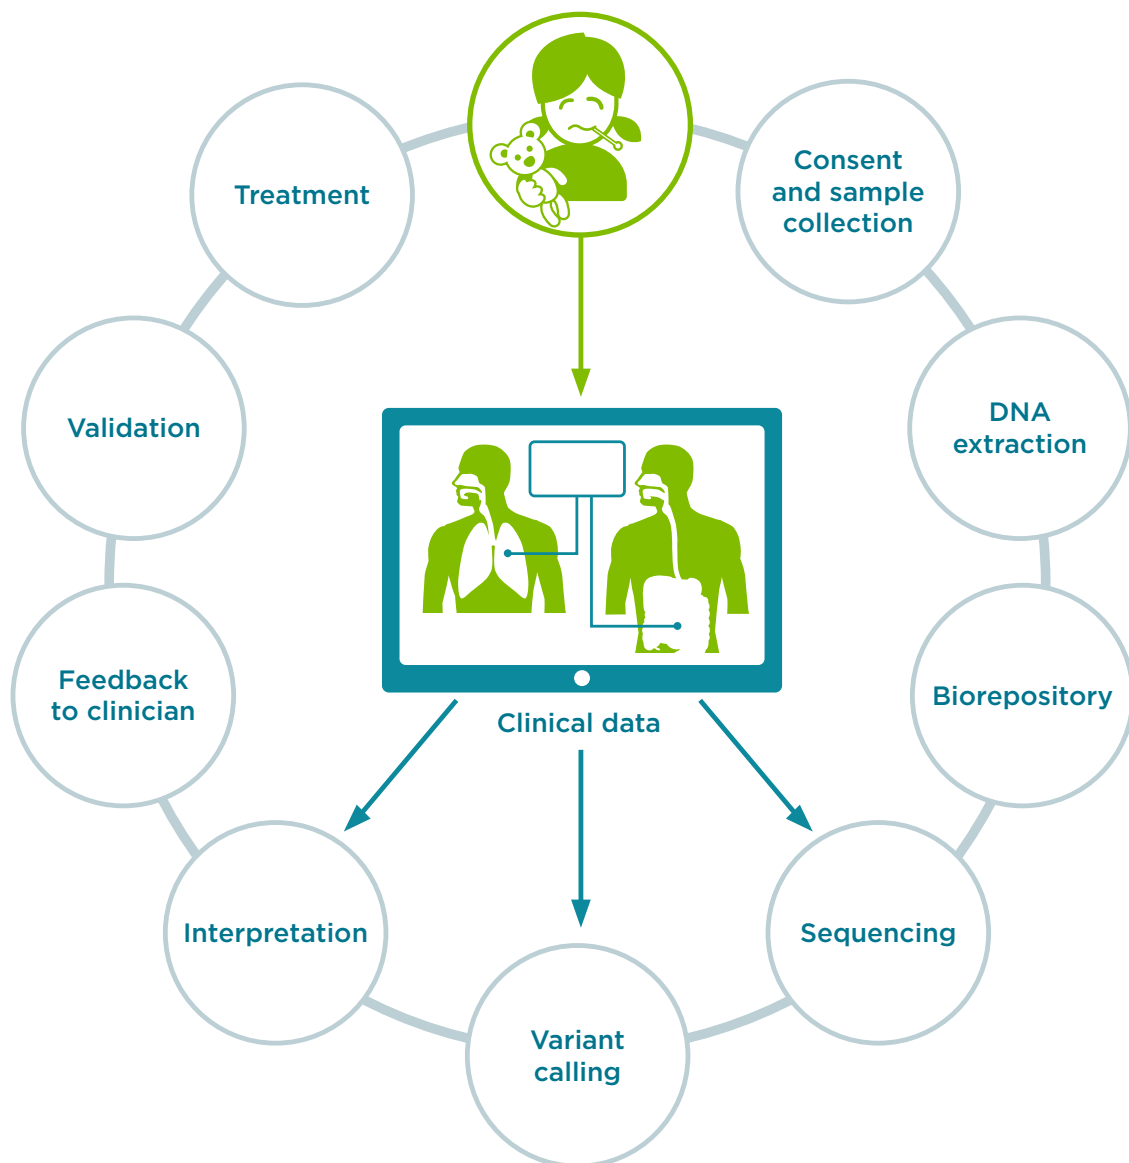 Consent
and sample
collection
Treatment
DNA
extraction
Validation
Biorepository
Feedback
to clinician
Clinical data
Sequencing
Interpretation
Variant
calling